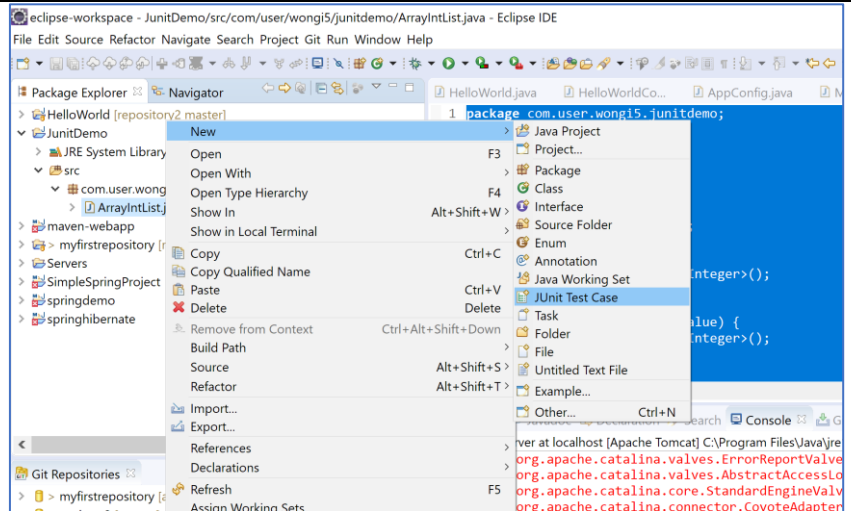 eclipse-workspace - JunitDemo/src/com/user/wongi5/junitdemo/ArrayIntList.java - Eclipse IDE
File Edit Source Refactor Navigate Search Project Git Run Window Help
Package Explorer Navigator
HelloWorld.java HelloWorldCo... AppConfig.java
HelloWorld [repository2 master]
JunitDemo
JRE System Library
src
com.user.wong
ArrayIntList.j
maven-webapp
> myfirstrepository [r
Servers
SimpleSpringProject
springdemo
springhibernate
1 package com.user.wongi5.junitdemo;
Integer>();
alue) {
Integer>();
New
Open F3
Open With
Open Type Hierarchy F4
Show In Alt+Shift+W
Show in Local Terminal
Copy Ctrl+C
Copy Qualified Name
Paste Ctrl+V
Delete Delete
Remove from Context Ctrl+Alt+Shift+Down
Build Path
Source Alt+Shift+S
Refactor Alt+Shift+T
Import...
Export...
References
Declarations
Refresh F5
Assign Working Sets
Java Project
Project...
Package
Class
Interface
Source Folder
Enum
Annotation
Java Working Set
JUnit Test Case
Task
Folder
File
Untitled Text File
Example...
Other... Ctrl+N
Search Console
ver at localhost [Apache Tomcat] C:\Program Files\Java\jre
org.apache.catalina.valves.ErrorReportValve
org.apache.catalina.valves.AbstractAccessLo
org.apache.catalina.core.StandardEngineValv
org.apache.catalina.connector.CoyoteAdapter
Git Repositories
> myfirstrepository [a